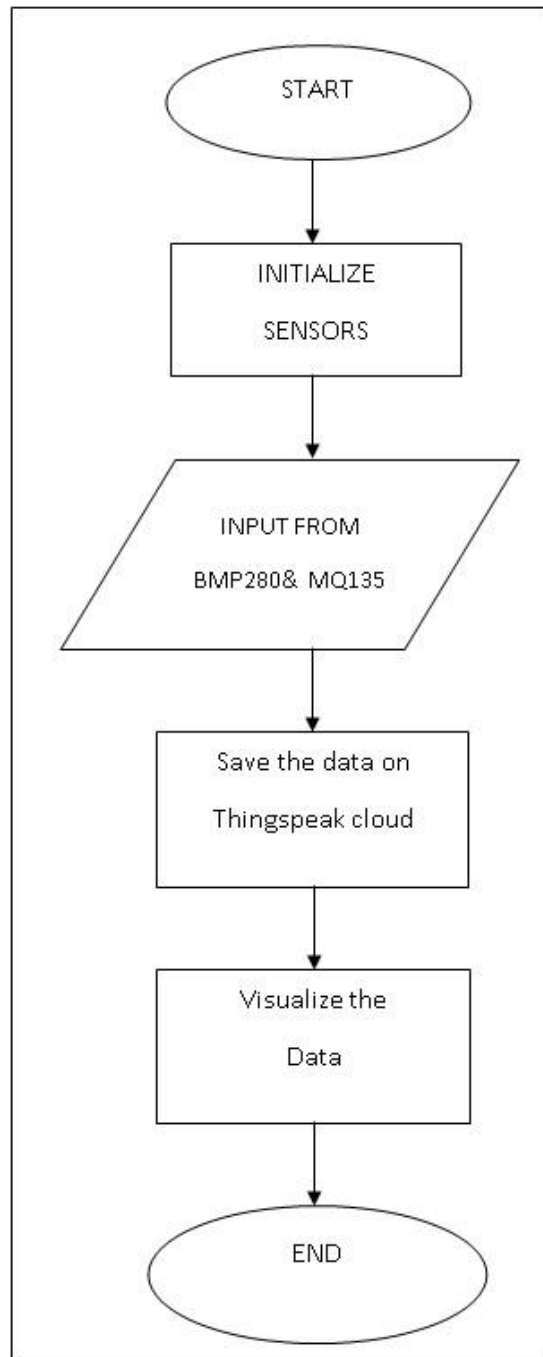 START
INITIALIZE
SENSORS
INPUT FROM
BMP280& MQ135
Save the data on
Thingspeak cloud
Visualize the
Data
END